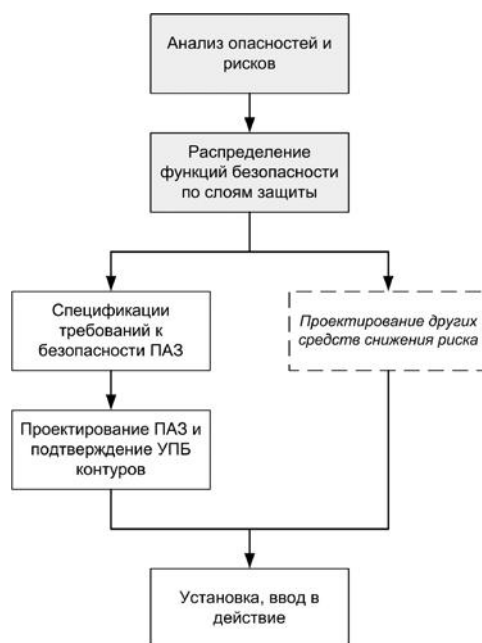 Анализ опасностей и
рисков
Распределение
функций безопасности
по слоям защиты
Спецификации
требований к
безопасности ПАЗ
Проектирование других
средств снижения риска
Проектирование ПАЗ и
подтверждение УПБ
контуров
Установка, ввод в
действие